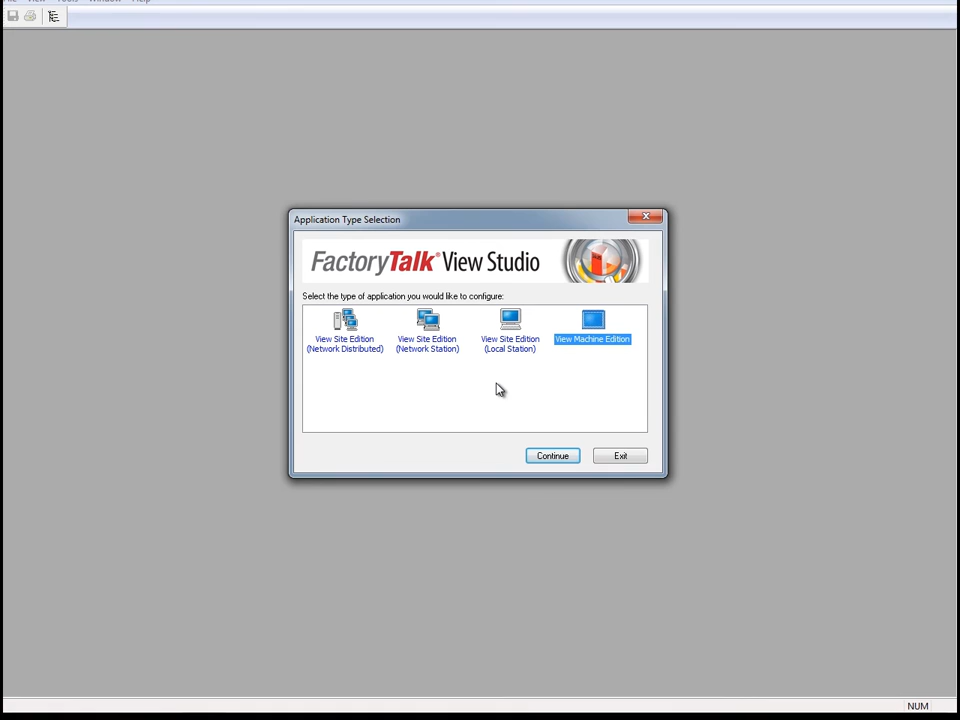 Application Type Selection
FactoryTalk® View Studio
Select the type of application you would like to configure:
View Site Edition
(Network Distributed)
View Site Edition
(Network Station)
View Site Edition
(Local Station)
View Machine Edition
Continue
Exit
NUM